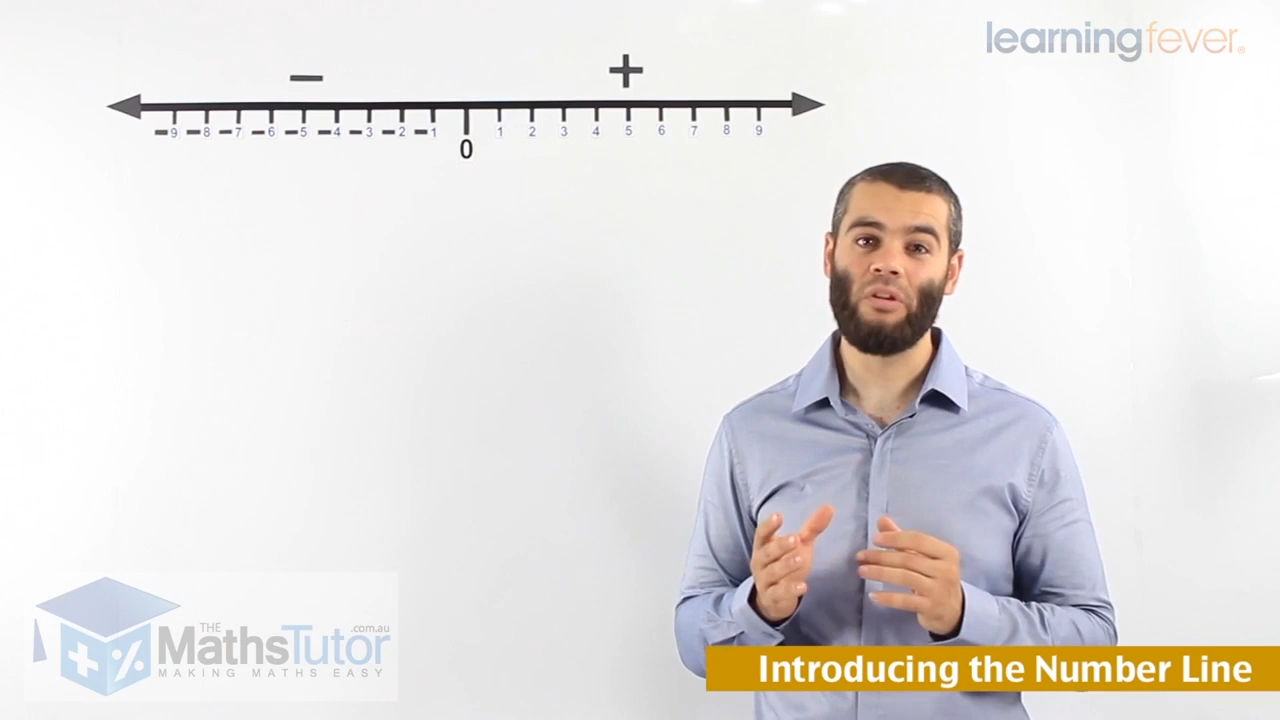 learningfever®
− +
-9 -8 -7 -6 -5 -4 -3 -2 -1 0 1 2 3 4 5 6 7 8 9
THE
MathsTutor.com.au
MAKING MATHS EASY
Introducing the Number Line